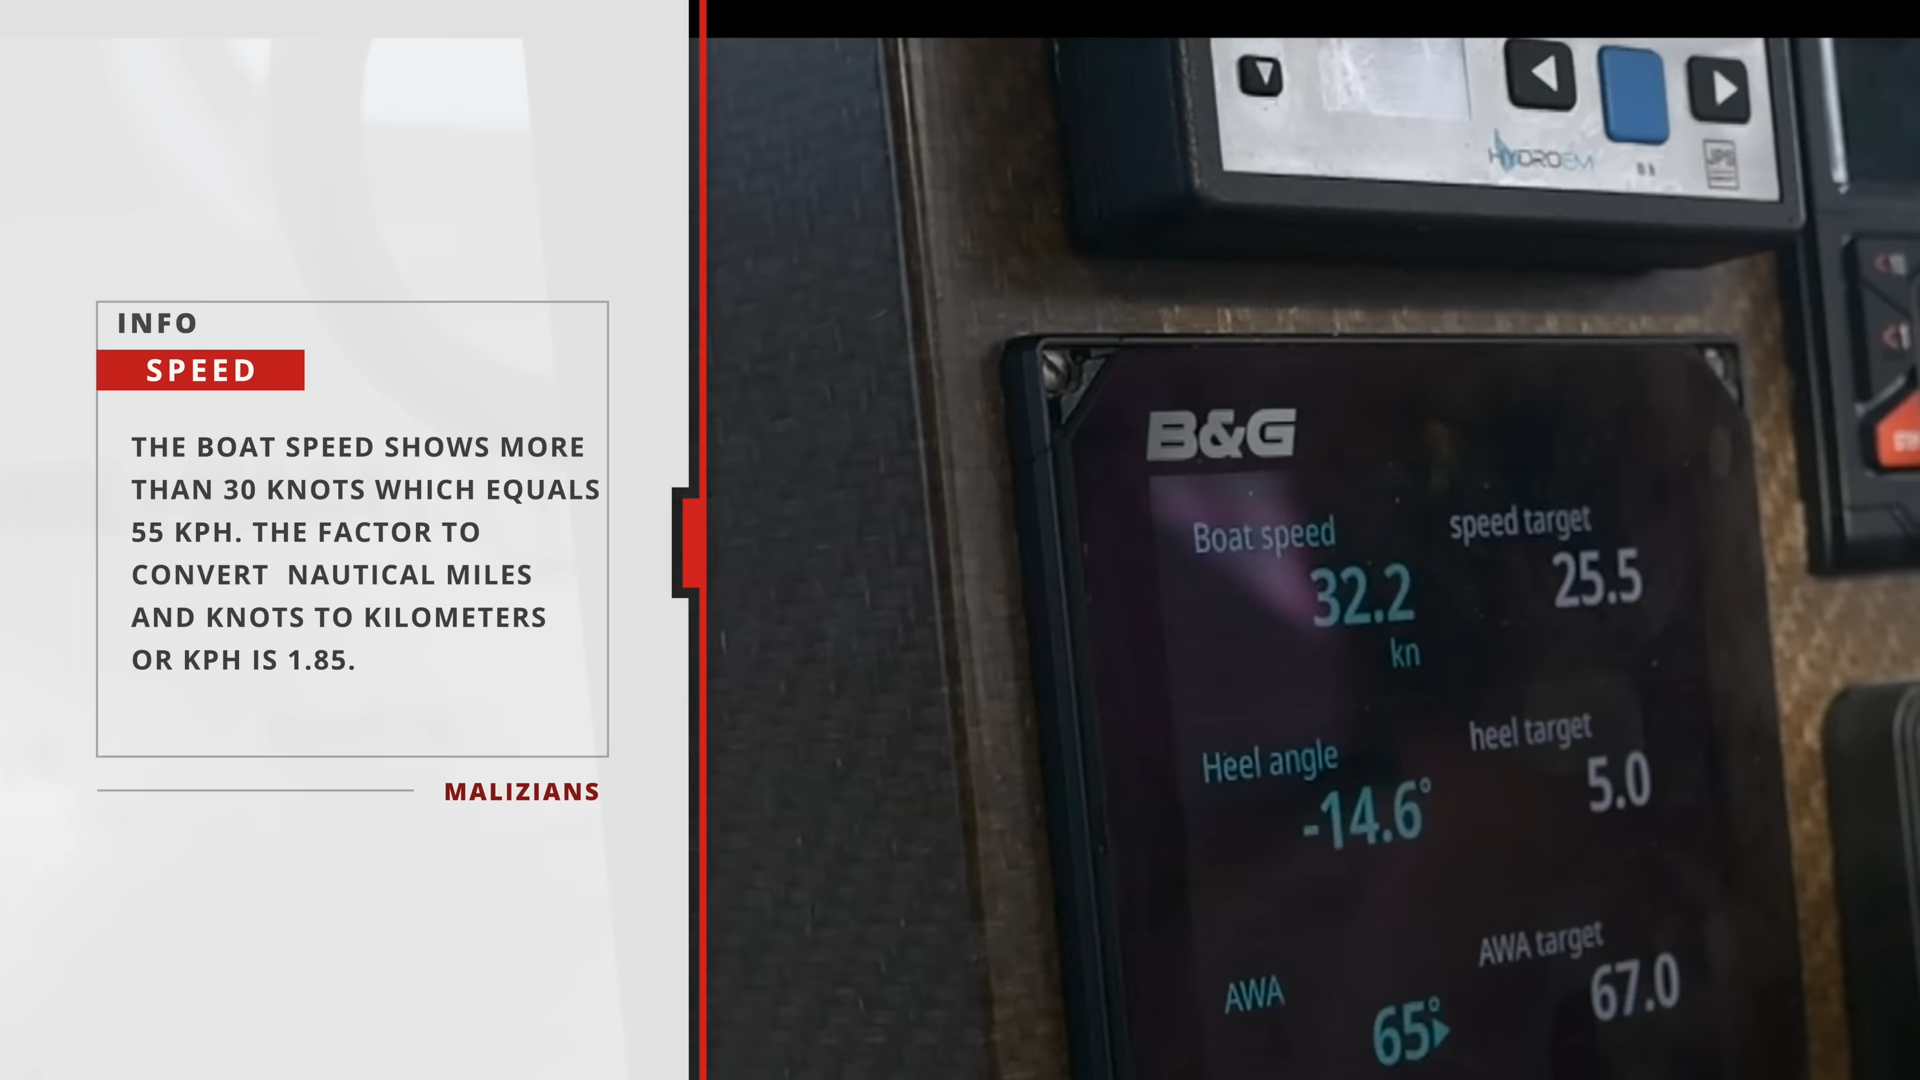 INFO
SPEED
THE BOAT SPEED SHOWS MORE
THAN 30 KNOTS WHICH EQUALS
55 KPH. THE FACTOR TO
CONVERT  NAUTICAL MILES
AND KNOTS TO KILOMETERS
OR KPH IS 1.85.
MALIZIANS
HYDROEM
JPS
B&G
Boat speed
32.2
kn
speed target
25.5
Heel angle
-14.6°
heel target
5.0
AWA
65°
AWA target
67.0